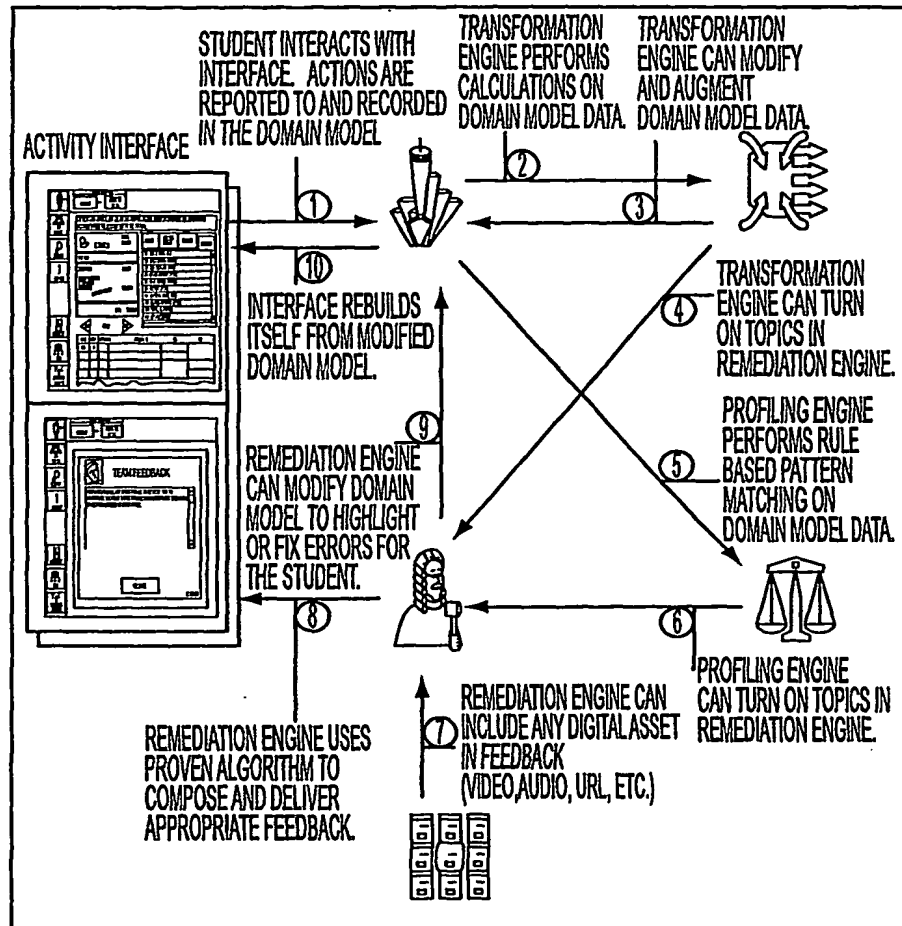 STUDENT INTERACTS WITH
INTERFACE. ACTIONS ARE
REPORTED TO AND RECORDED
IN THE DOMAIN MODEL
TRANSFORMATION
ENGINE PERFORMS
CALCULATIONS ON
DOMAIN MODEL DATA.
TRANSFORMATION
ENGINE CAN MODIFY
AND AUGMENT
DOMAIN MODEL DATA.
ACTIVITY INTERFACE
1
2
3
10
INTERFACE REBUILDS
ITSELF FROM MODIFIED
DOMAIN MODEL.
4
TRANSFORMATION
ENGINE CAN TURN
ON TOPICS IN
REMEDIATION ENGINE.
9
5
PROFILING ENGINE
PERFORMS RULE
BASED PATTERN
MATCHING ON
DOMAIN MODEL DATA.
REMEDIATION ENGINE
CAN MODIFY DOMAIN
MODEL TO HIGHLIGHT
OR FIX ERRORS FOR
THE STUDENT.
TEAM FEEDBACK
8
6
PROFILING ENGINE
CAN TURN ON TOPICS IN
REMEDIATION ENGINE.
7
REMEDIATION ENGINE CAN
INCLUDE ANY DIGITAL ASSET
IN FEEDBACK
(VIDEO,AUDIO, URL, ETC.)
REMEDIATION ENGINE USES
PROVEN ALGORITHM TO
COMPOSE AND DELIVER
APPROPRIATE FEEDBACK.